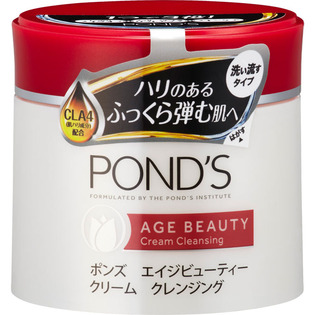 ハリのある
ふっくら弾む肌へ
洗い流す
タイプ
CLA4
配合
はがす
POND'S
FORMULATED BY THE POND'S INSTITUTE
AGE BEAUTY
Cream Cleansing
ポンズ エイジビューティー
クリーム クレンジング